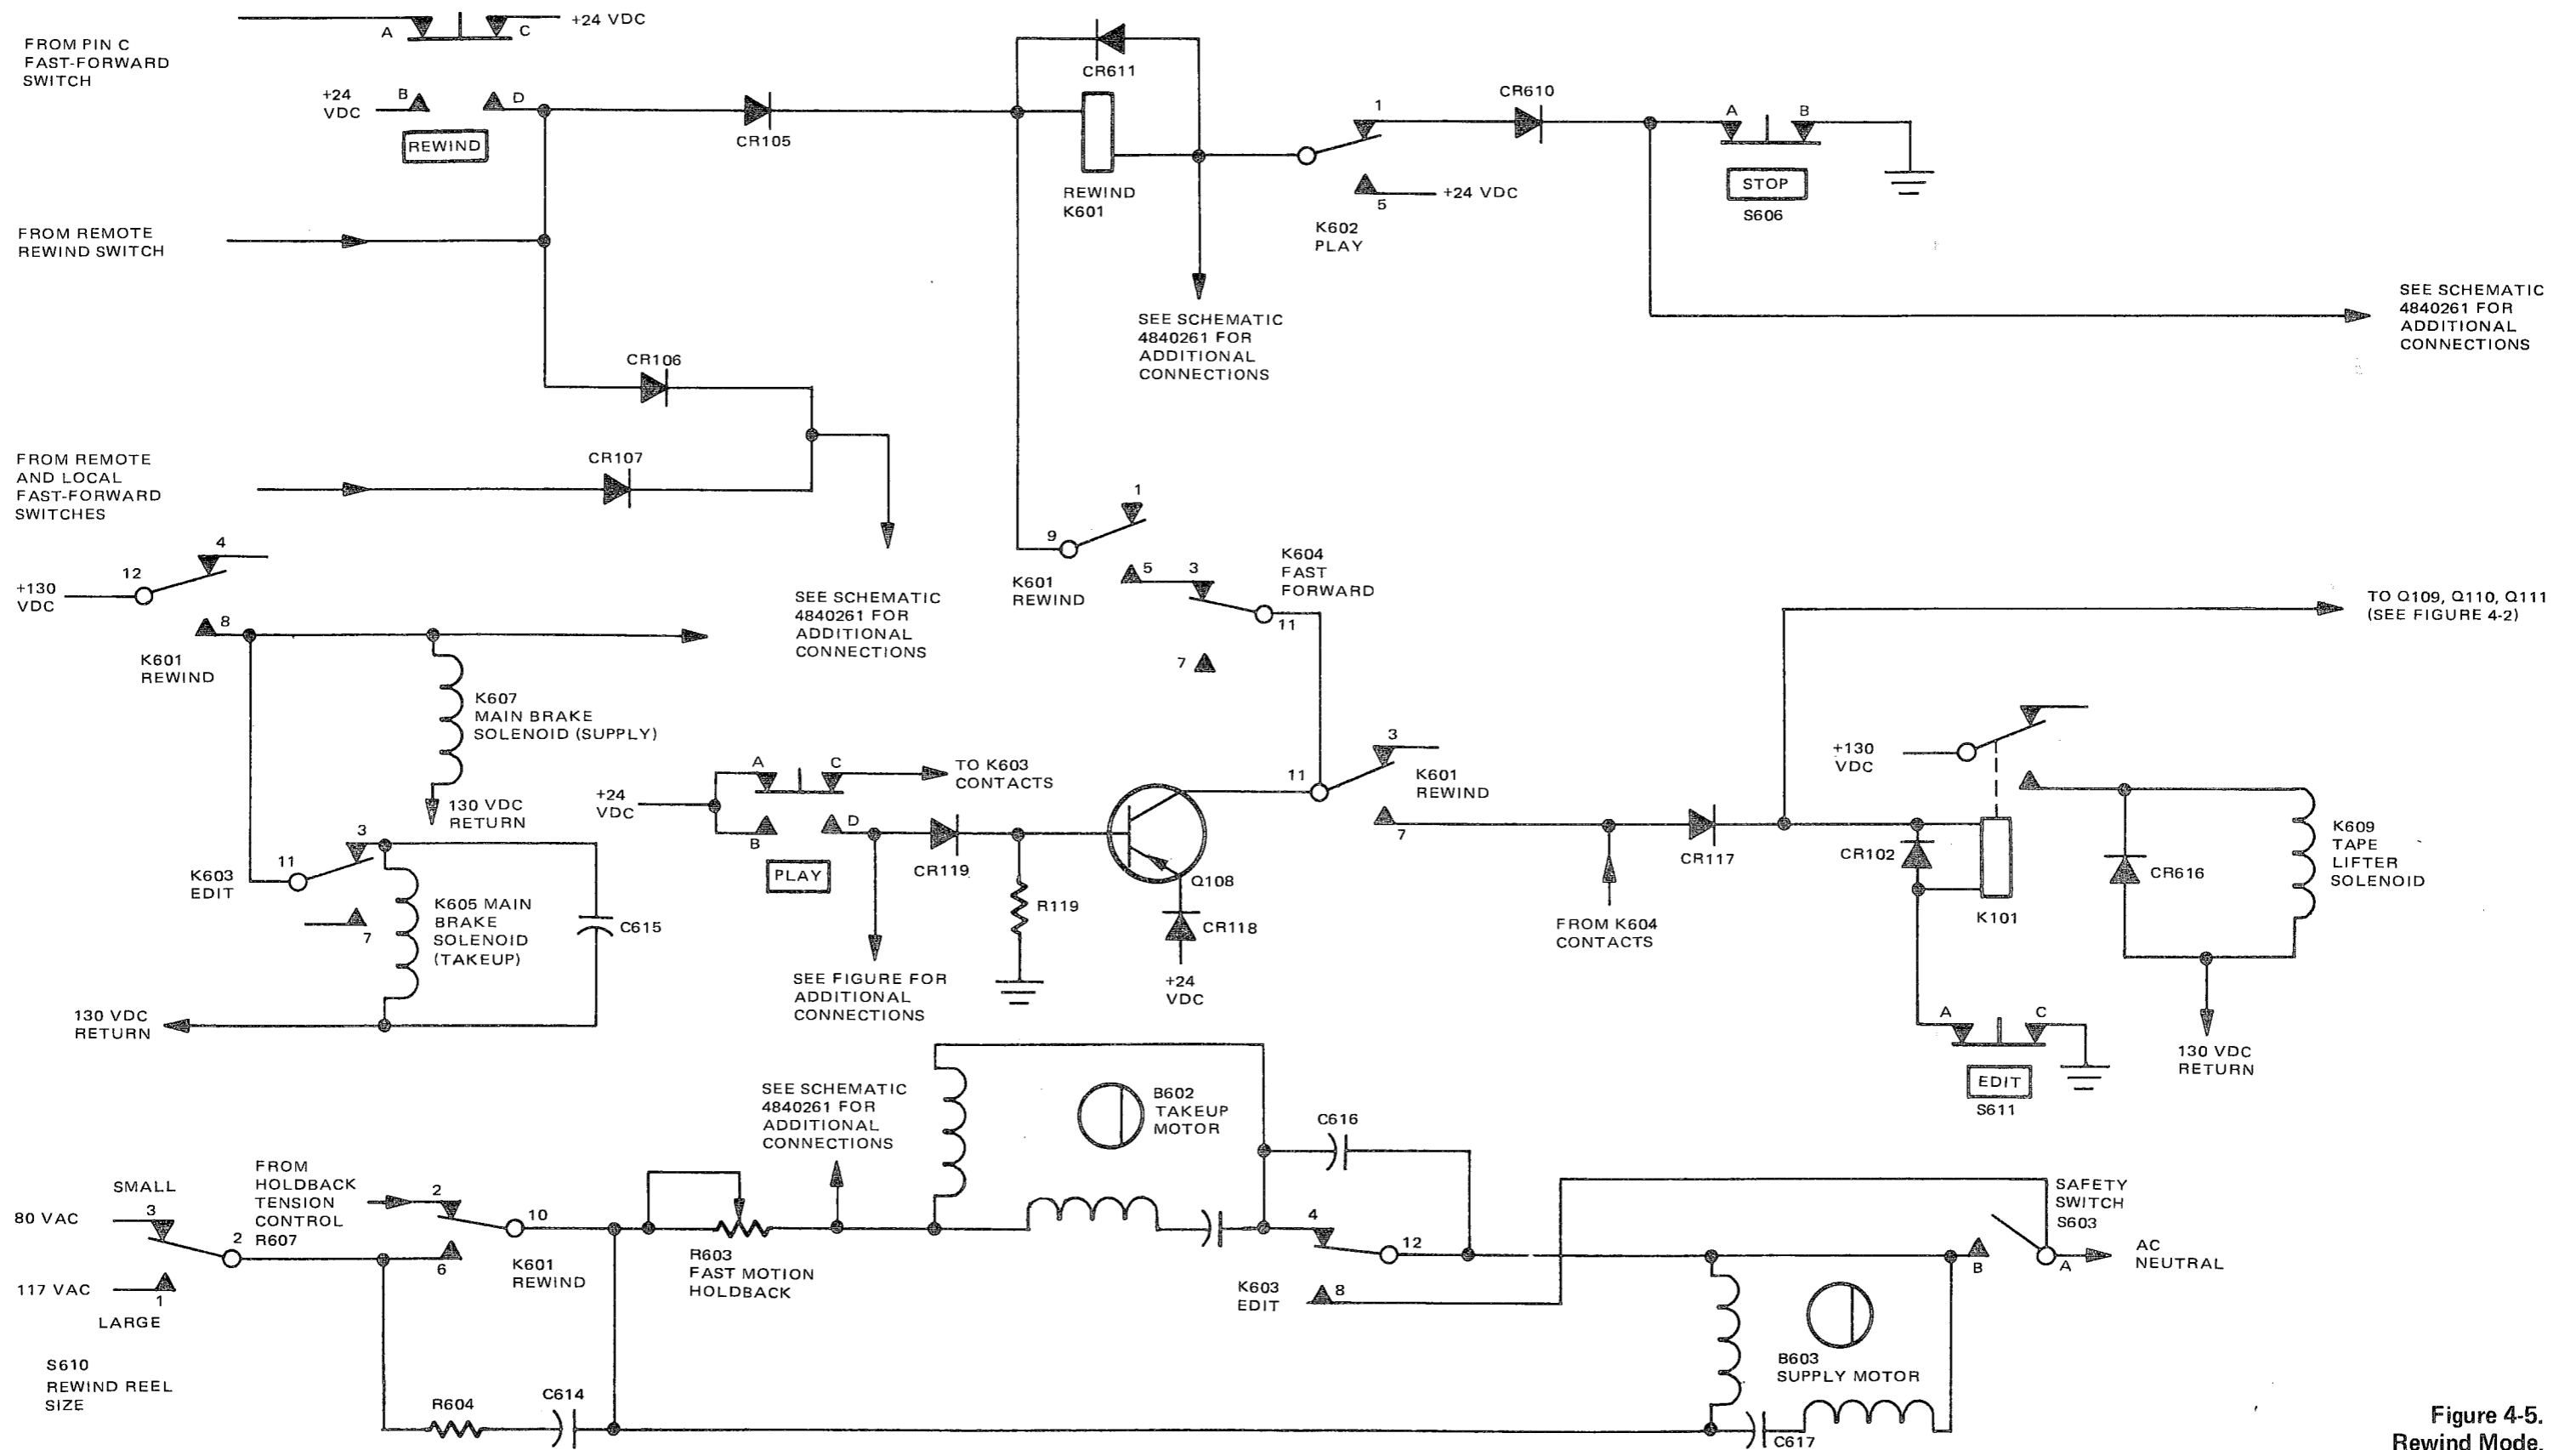 A
C
+24 VDC
FROM PIN C
FAST-FORWARD
SWITCH
+24
VDC
B
D
REWIND
CR105
CR611
REWIND
K601
1
CR610
A
B
STOP
S606
5
+24 VDC
K602
PLAY
FROM REMOTE
REWIND SWITCH
SEE SCHEMATIC
4840261 FOR
ADDITIONAL
CONNECTIONS
SEE SCHEMATIC
4840261 FOR
ADDITIONAL
CONNECTIONS
CR106
FROM REMOTE
AND LOCAL
FAST-FORWARD
SWITCHES
CR107
1
9
K601
REWIND
5
3
K604
FAST
FORWARD
11
7
4
12
+130
VDC
8
K601
REWIND
SEE SCHEMATIC
4840261 FOR
ADDITIONAL
CONNECTIONS
TO Q109, Q110, Q111
(SEE FIGURE 4-2)
K607
MAIN BRAKE
SOLENOID (SUPPLY)
130 VDC
RETURN
+24
VDC
A
C
TO K603
CONTACTS
B
D
PLAY
CR119
R119
Q108
CR118
+24
VDC
SEE FIGURE FOR
ADDITIONAL
CONNECTIONS
11
3
K601
REWIND
7
FROM K604
CONTACTS
CR117
+130
VDC
CR102
K101
CR616
K609
TAPE
LIFTER
SOLENOID
A
C
EDIT
S611
130 VDC
RETURN
3
11
K603
EDIT
7
K605 MAIN
BRAKE
SOLENOID
(TAKEUP)
C615
130 VDC
RETURN
SEE SCHEMATIC
4840261 FOR
ADDITIONAL
CONNECTIONS
B602
TAKEUP
MOTOR
C616
FROM
HOLDBACK
TENSION
CONTROL
R607
SMALL
80 VAC
3
2
117 VAC
1
LARGE
S610
REWIND REEL
SIZE
2
10
6
K601
REWIND
R603
FAST MOTION
HOLDBACK
4
12
K603
EDIT
8
SAFETY
SWITCH
S603
B
A
AC
NEUTRAL
R604
C614
B603
SUPPLY MOTOR
C617
Figure 4-5.
Rewind Mode.